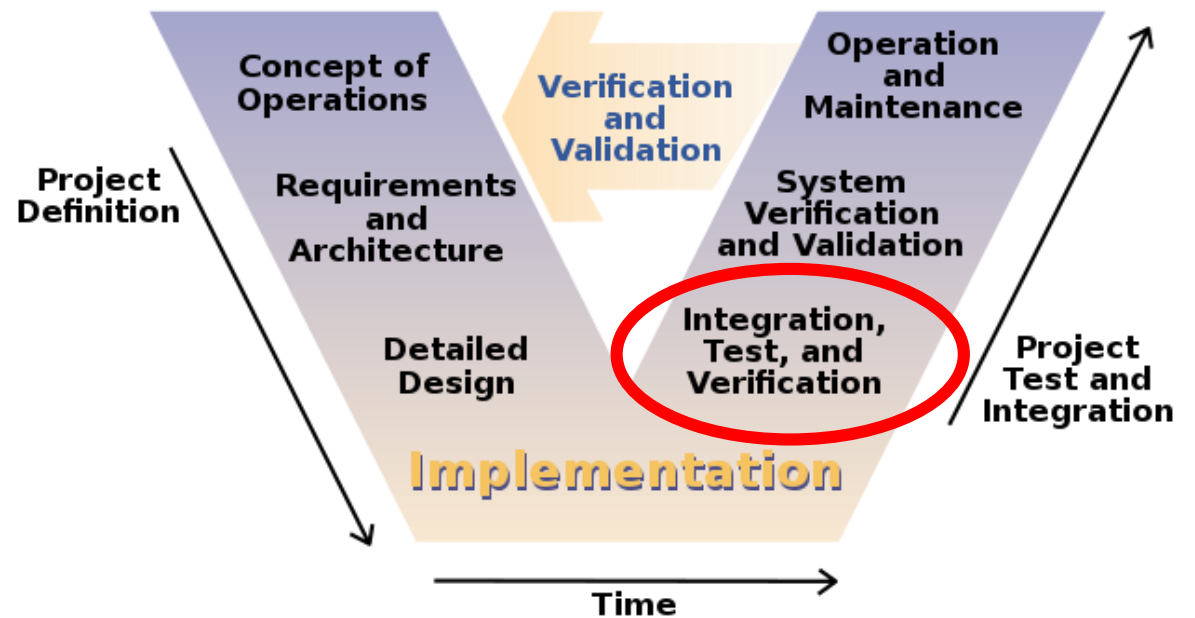 Concept of
Operations
Verification
and
Validation
Operation
and
Maintenance
Project
Definition
Requirements
and
Architecture
System
Verification
and Validation
Detailed
Design
Integration,
Test, and
Verification
Project
Test and
Integration
Implementation
Time